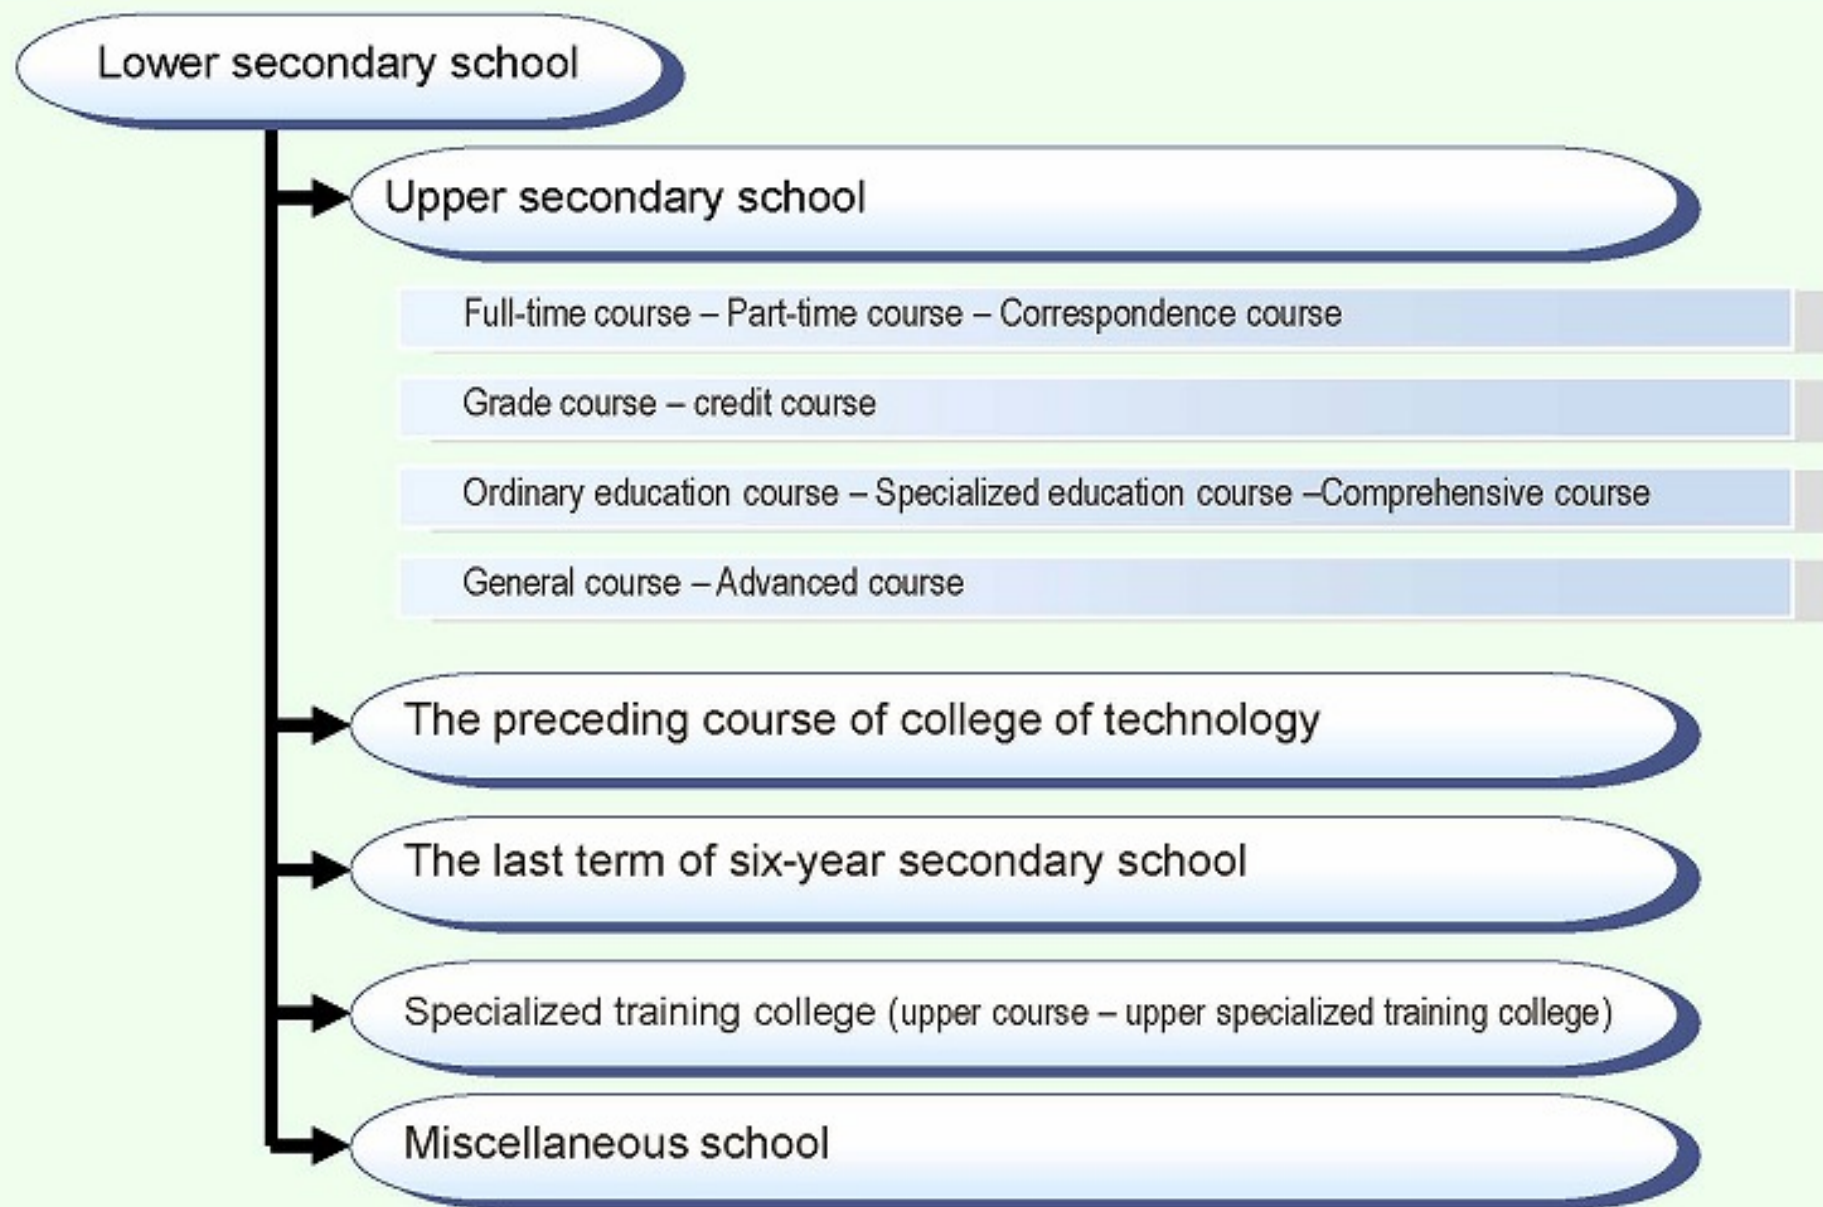 Lower secondary school
Upper secondary school
Full-time course – Part-time course – Correspondence course
Grade course – credit course
Ordinary education course – Specialized education course –Comprehensive course
General course – Advanced course
The preceding course of college of technology
The last term of six-year secondary school
Specialized training college (upper course – upper specialized training college)
Miscellaneous school